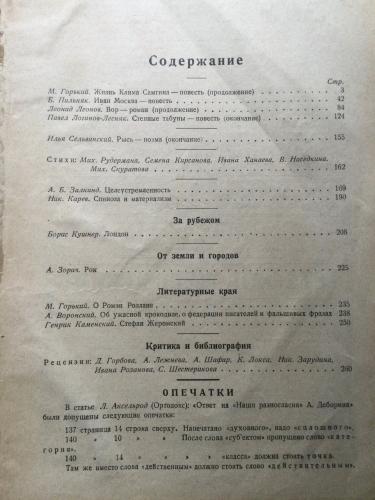 Содержание
Стр.
М. Горький. Жизнь Клима Самгина — повесть (продолжение) 3
Б. Пильняк. Иван Москва — повесть 42
Леонид Леонов. Вор — роман (продолжение) 84
Павел Логинов-Лесняк. Степные табуны — повесть (окончание) 124
Илья Сельвинский. Рысь — поэма (окончание) 155
Стихи: Мих. Рудермана, Семена Кирсанова, Ивана Ханаева, В. Наседкина,
Мих. Скуратова 162
А. Б. Залкинд. Целеустремленность 169
Ник. Карев. Спиноза и материализм 190
За рубежом
Борис Кушнер. Лондон 208
От земли и городов
А. Зорич. Рок 225
Литературные края
М. Горький. О Ромэн Роллане 235
А. Воронский. Об ужасной крокодиле, о федерации писателей и фальшивых фразах 238
Генрик Каменский. Стефан Жеромский 250
Критика и библиография
Рецензии: Д. Горбова, А. Лежнева, А. Шафир, К. Локса, Ник. Зарудина,
Ивана Розанова, С. Шестерикова 260
ОПЕЧАТКИ
В статье Л. Аксельрод (Ортодокс): «Ответ на «Наши разногласия» А. Деборина»
были допущены следующие опечатки:
137 страница 14 строка сверху. Напечатано «духовного», надо «сплошного».
140 „ 10 „ После слова «субъектом» пропущено слово «кате-
гория».
140 „ 14 „ „ «класса» должна стоять точка.
Там же вместо слова «действенным» должно стоять слово «действительным».